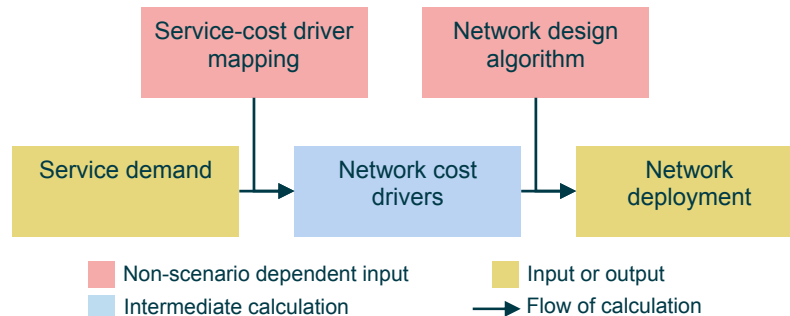 Service-cost driver
mapping
Network design
algorithm
Service demand
Network cost
drivers
Network
deployment
Non-scenario dependent input
Input or output
Intermediate calculation
Flow of calculation